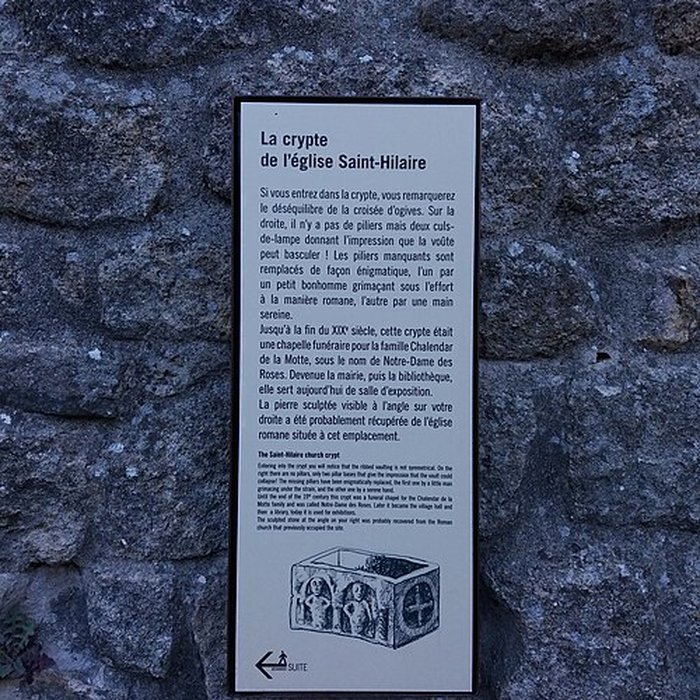 La crypte
de l'église Saint-Hilaire
Si vous entrez dans la crypte, vous remarquerez
le déséquilibre de la croisée d'ogives. Sur la
droite, il n'y a pas de piliers mais deux culs-
de-lampe donnant l'impression que la voûte
peut basculer ! Les piliers manquants sont
remplacés de façon énigmatique, l'un par
un petit bonhomme grimaçant sous l'effort
à la manière romane, l'autre par une main
sereine.
Jusqu'à la fin du XIXe siècle, cette crypte était
une chapelle funéraire pour la famille Chalendar
de la Motte, sous le nom de Notre-Dame des
Roses. Devenue la mairie, puis la bibliothèque,
elle sert aujourd'hui de salle d'exposition.
La pierre sculptée visible à l'angle sur votre
droite a été probablement récupérée de l'église
romane située à cet emplacement.
The Saint-Hilaire church crypt
Entering into the crypt you will notice that the ribbed vaulting is not symmetrical. On the
right there are no pillars, only two pillar bases that give the impression that the vault could
collapse! The missing pillars have been enigmatically replaced, the first one by a little man
grimacing under the strain, and the other one by a serene hand.
Until the end of the 19th century this crypt was a funeral chapel for the Chalendar de la
Motte family and was called Notre-Dame des Roses. Later it became the village hall and
then a library, today it is used for exhibitions.
The sculpted stone at the angle on your right was probably recovered from the Roman
church that previously occupied the site.
SUITE